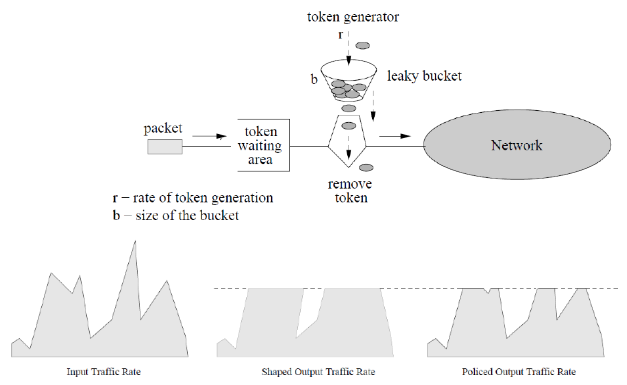 token generator
r
b
leaky bucket
packet
token
waiting
area
Network
remove
token
r – rate of token generation
b – size of the bucket
Input Traffic Rate
Shaped Output Traffic Rate
Policed Output Traffic Rate